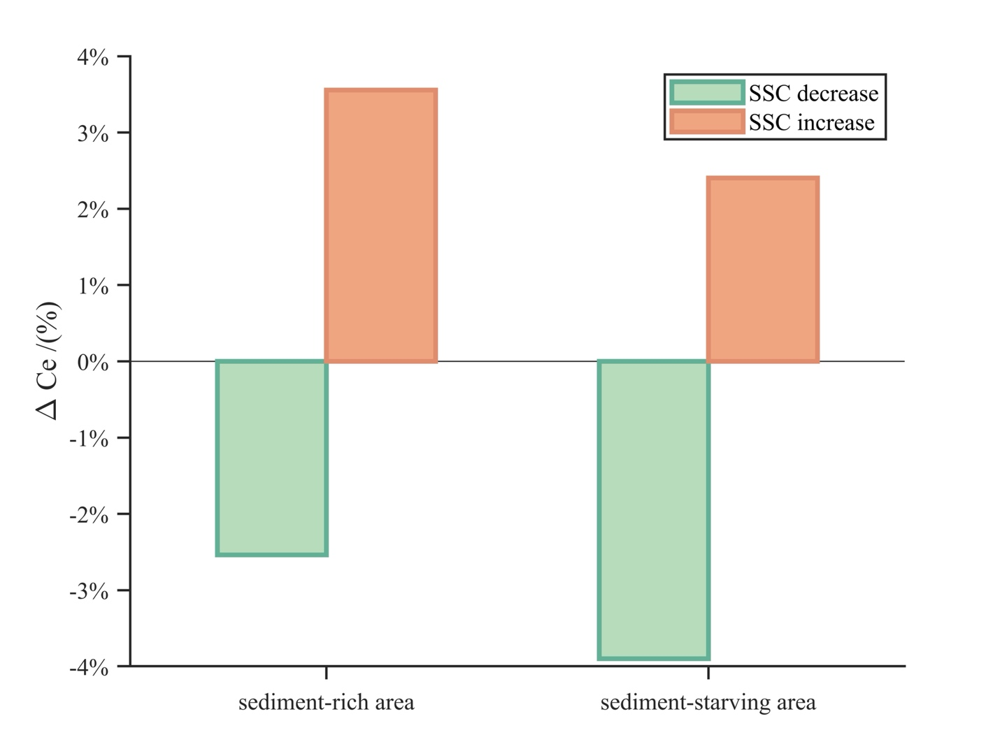 4%
3%
2%
1%
0%
-1%
-2%
-3%
-4%
Δ Ce /(%)
SSC decrease
SSC increase
sediment-rich area
sediment-starving area